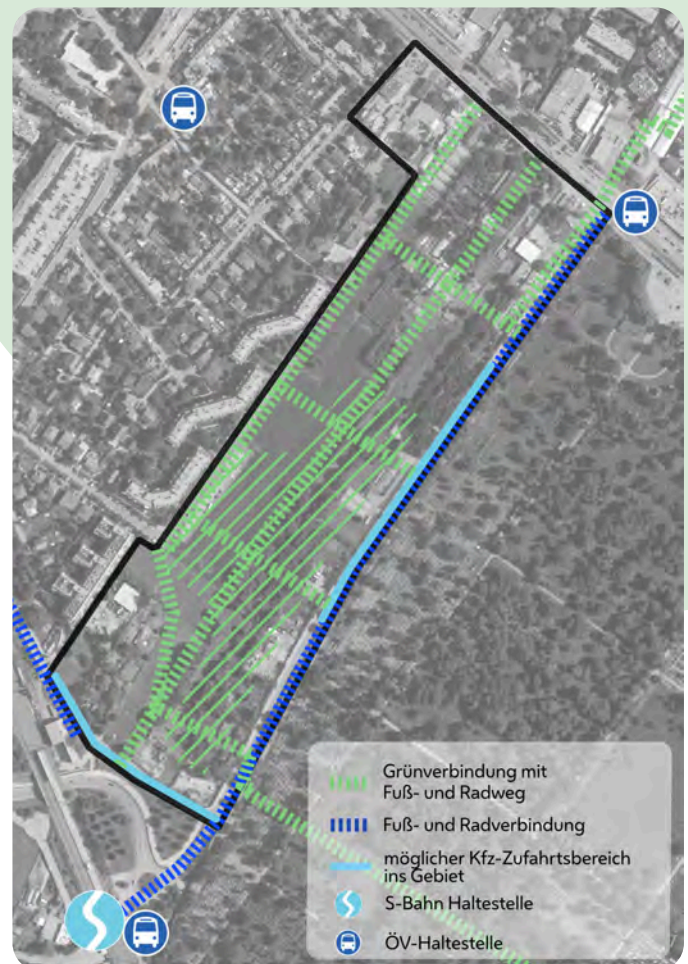 Grünverbindung mit
Fuß- und Radweg
Fuß- und Radverbindung
möglicher Kfz-Zufahrtsbereich
ins Gebiet
S-Bahn Haltestelle
ÖV-Haltestelle